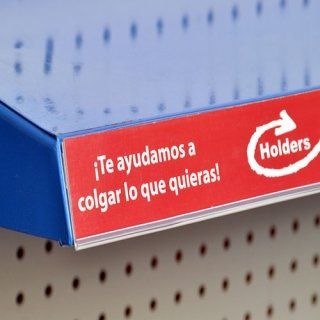 ¡Te ayudamos a
colgar lo que quieras!
Holders